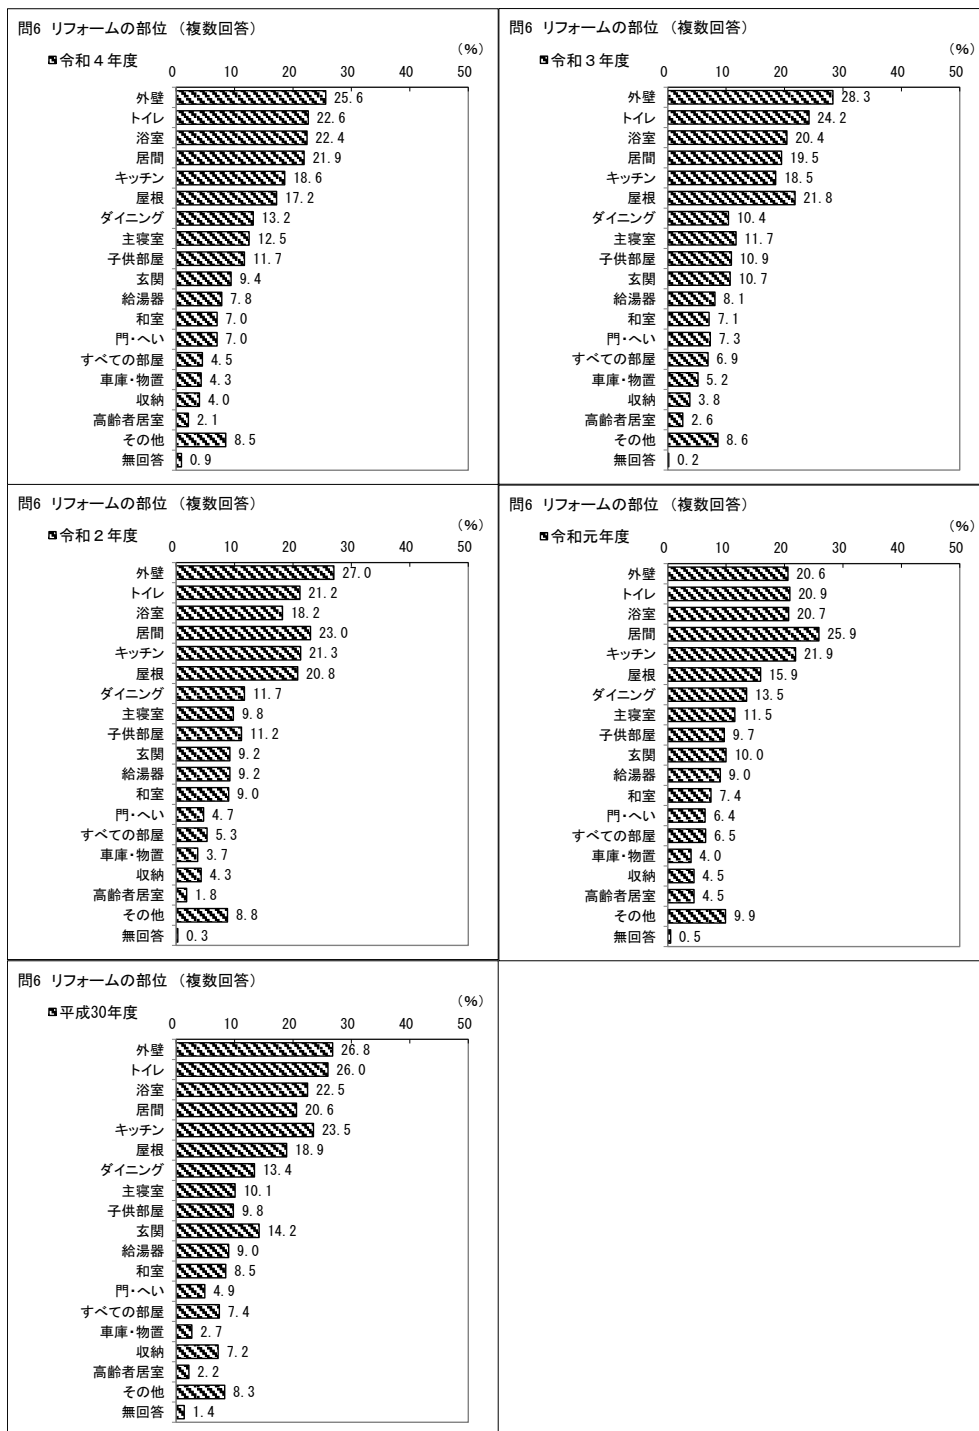 問6 リフォームの部位 (複数回答)
(%)
令和4年度
0 10 20 30 40 50
外壁 25.6
トイレ 22.6
浴室 22.4
居間 21.9
キッチン 18.6
屋根 17.2
ダイニング 13.2
主寝室 12.5
子供部屋 11.7
玄関 9.4
給湯器 7.8
和室 7.0
門・へい 7.0
すべての部屋 4.5
車庫・物置 4.3
収納 4.0
高齢者居室 2.1
その他 8.5
無回答 0.9
問6 リフォームの部位 (複数回答)
(%)
令和3年度
0 10 20 30 40 50
外壁 28.3
トイレ 24.2
浴室 20.4
居間 19.5
キッチン 18.5
屋根 21.8
ダイニング 10.4
主寝室 11.7
子供部屋 10.9
玄関 10.7
給湯器 8.1
和室 7.1
門・へい 7.3
すべての部屋 6.9
車庫・物置 5.2
収納 3.8
高齢者居室 2.6
その他 8.6
無回答 0.2
問6 リフォームの部位 (複数回答)
(%)
令和2年度
0 10 20 30 40 50
外壁 27.0
トイレ 21.2
浴室 18.2
居間 23.0
キッチン 21.3
屋根 20.8
ダイニング 11.7
主寝室 9.8
子供部屋 11.2
玄関 9.2
給湯器 9.2
和室 9.0
門・へい 4.7
すべての部屋 5.3
車庫・物置 3.7
収納 4.3
高齢者居室 1.8
その他 8.8
無回答 0.3
問6 リフォームの部位 (複数回答)
(%)
令和元年度
0 10 20 30 40 50
外壁 20.6
トイレ 20.9
浴室 20.7
居間 25.9
キッチン 21.9
屋根 15.9
ダイニング 13.5
主寝室 11.5
子供部屋 9.7
玄関 10.0
給湯器 9.0
和室 7.4
門・へい 6.4
すべての部屋 6.5
車庫・物置 4.0
収納 4.5
高齢者居室 4.5
その他 9.9
無回答 0.5
問6 リフォームの部位 (複数回答)
(%)
平成30年度
0 10 20 30 40 50
外壁 26.8
トイレ 26.0
浴室 22.5
居間 20.6
キッチン 23.5
屋根 18.9
ダイニング 13.4
主寝室 10.1
子供部屋 9.8
玄関 14.2
給湯器 9.0
和室 8.5
門・へい 4.9
すべての部屋 7.4
車庫・物置 2.7
収納 7.2
高齢者居室 2.2
その他 8.3
無回答 1.4